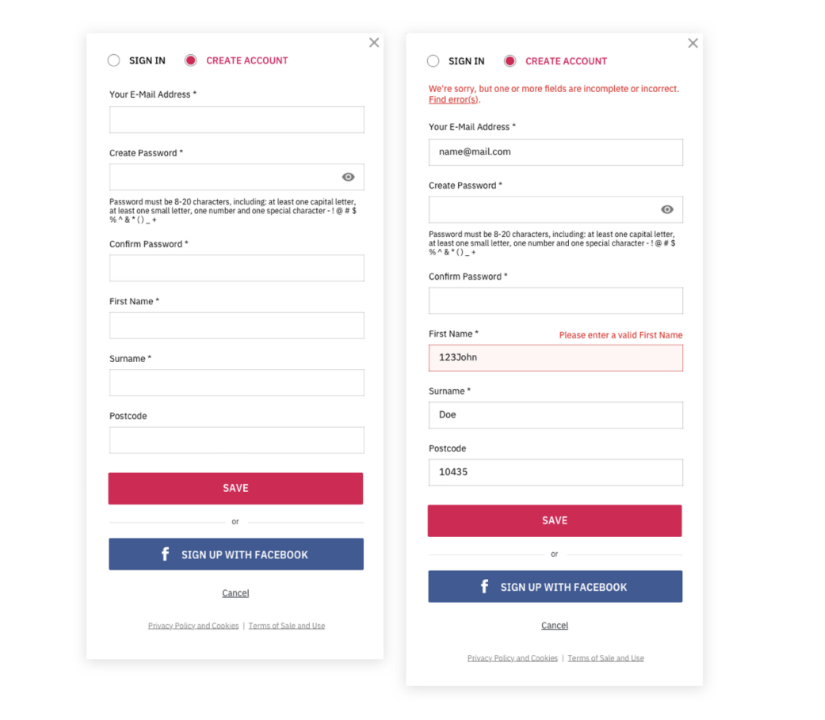 SIGN IN CREATE ACCOUNT
Your E-Mail Address *
Create Password *
Password must be 8-20 characters, including: at least one capital letter,
at least one small letter, one number and one special character - ! @ # $
% ^ & * ( ) _ +
Confirm Password *
First Name *
Surname *
Postcode
SAVE
or
f SIGN UP WITH FACEBOOK
Cancel
Privacy Policy and Cookies | Terms of Sale and Use
SIGN IN CREATE ACCOUNT
We're sorry, but one or more fields are incomplete or incorrect.
Find error(s).
Your E-Mail Address *
name@mail.com
Create Password *
Password must be 8-20 characters, including: at least one capital letter,
at least one small letter, one number and one special character - ! @ # $
% ^ & * ( ) _ +
Confirm Password *
First Name * Please enter a valid First Name
123John
Surname *
Doe
Postcode
10435
SAVE
or
f SIGN UP WITH FACEBOOK
Cancel
Privacy Policy and Cookies | Terms of Sale and Use